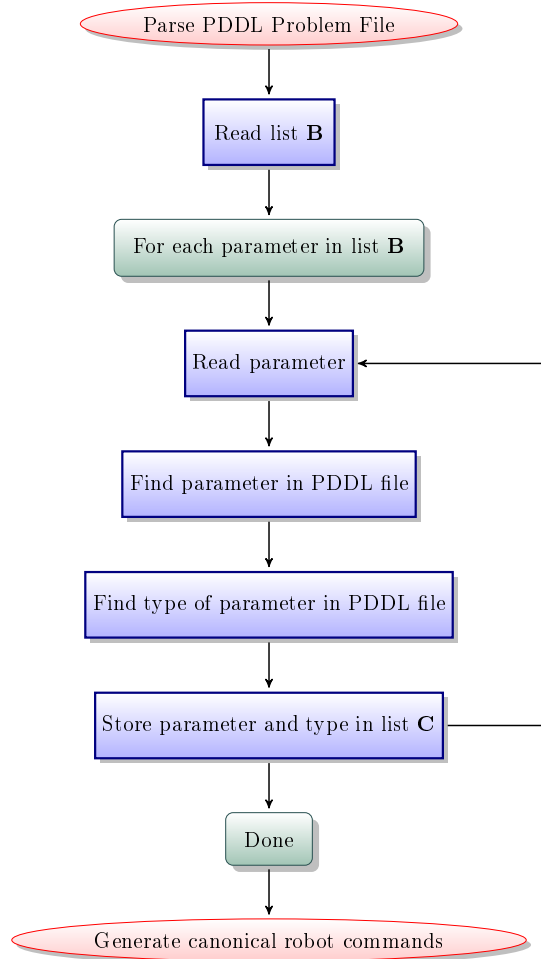 Parse PDDL Problem File
Read list B
For each parameter in list B
Read parameter
Find parameter in PDDL file
Find type of parameter in PDDL file
Store parameter and type in list C
Done
Generate canonical robot commands